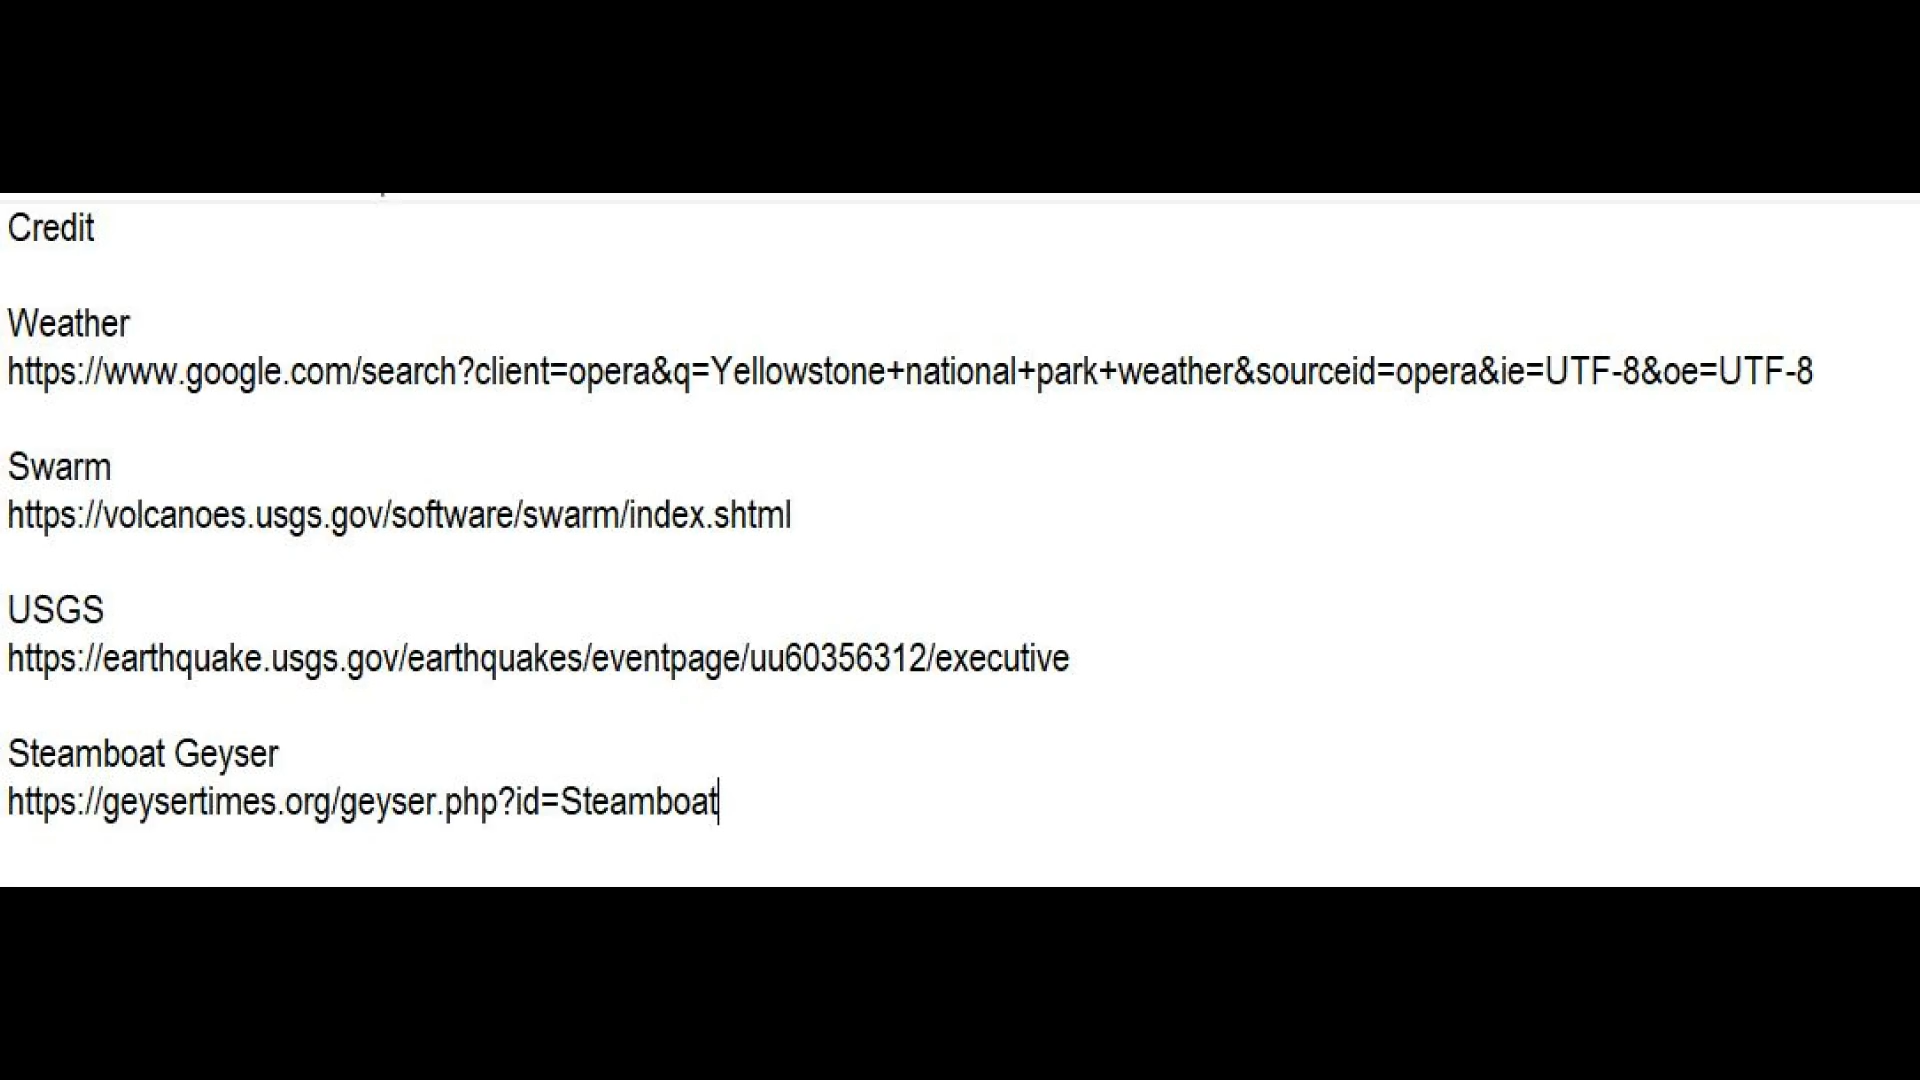 Credit
Weather
https://www.google.com/search?client=opera&q=Yellowstone+national+park+weather&sourceid=opera&ie=UTF-8&oe=UTF-8
Swarm
https://volcanoes.usgs.gov/software/swarm/index.shtml
USGS
https://earthquake.usgs.gov/earthquakes/eventpage/uu60356312/executive
Steamboat Geyser
https://geysertimes.org/geyser.php?id=Steamboat